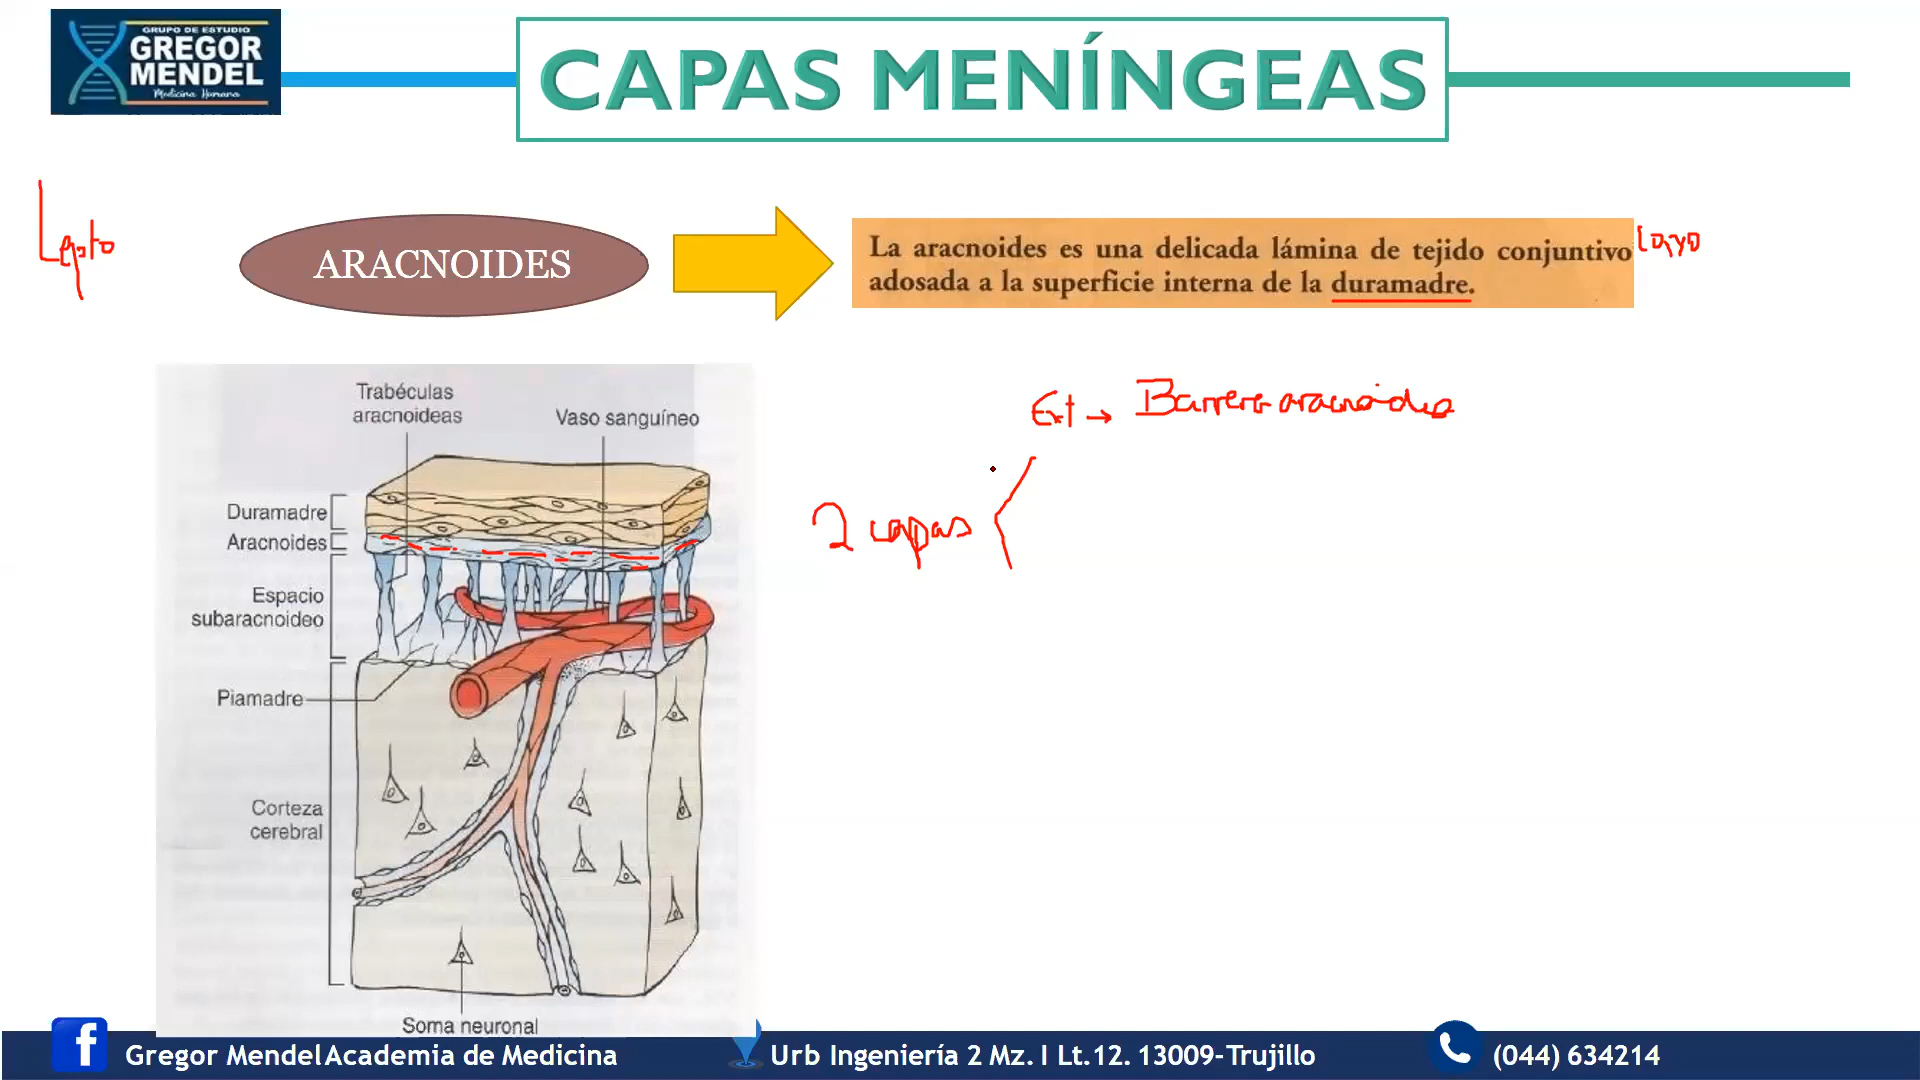 GRUPO DE ESTUDIO
GREGOR
MENDEL
Medicina Humana
CAPAS MENÍNGEAS
Lepto
ARACNOIDES
La aracnoides es una delicada lámina de tejido conjuntivo
adosada a la superficie interna de la duramadre.
Laxo
Trabéculas
aracnoideas
Vaso sanguíneo
Duramadre
Aracnoides
Espacio
subaracnoideo
Piamadre
Corteza
cerebral
Soma neuronal
Ext → Barrera aracnoidea
2 capas
Gregor Mendel Academia de Medicina
Urb Ingeniería 2 Mz. I Lt.12. 13009-Trujillo
(044) 634214